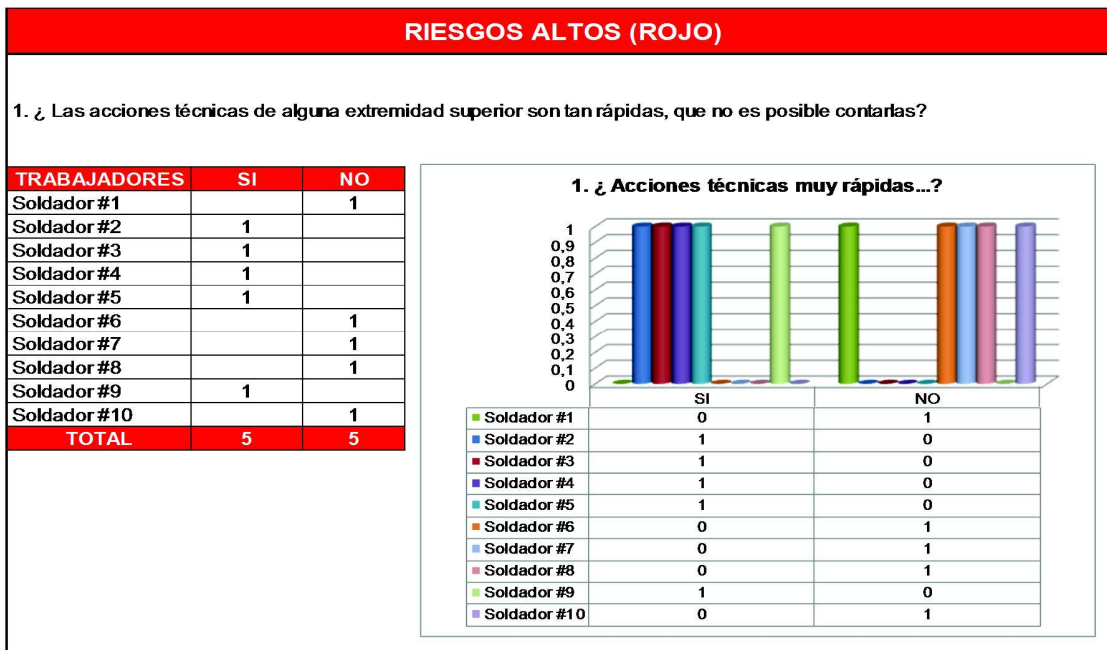 RIESGOS ALTOS (ROJO)
1. ¿ Las acciones técnicas de alguna extremidad superior son tan rápidas, que no es posible contarlas?
TRABAJADORES SI NO
Soldador #1 1
Soldador #2 1
Soldador #3 1
Soldador #4 1
Soldador #5 1
Soldador #6 1
Soldador #7 1
Soldador #8 1
Soldador #9 1
Soldador #10 1
TOTAL 5 5
1. ¿ Acciones técnicas muy rápidas...?
1
0,9
0,8
0,7
0,6
0,5
0,4
0,3
0,2
0,1
0
SI NO
Soldador #1 0 1
Soldador #2 1 0
Soldador #3 1 0
Soldador #4 1 0
Soldador #5 1 0
Soldador #6 0 1
Soldador #7 0 1
Soldador #8 0 1
Soldador #9 1 0
Soldador #10 0 1